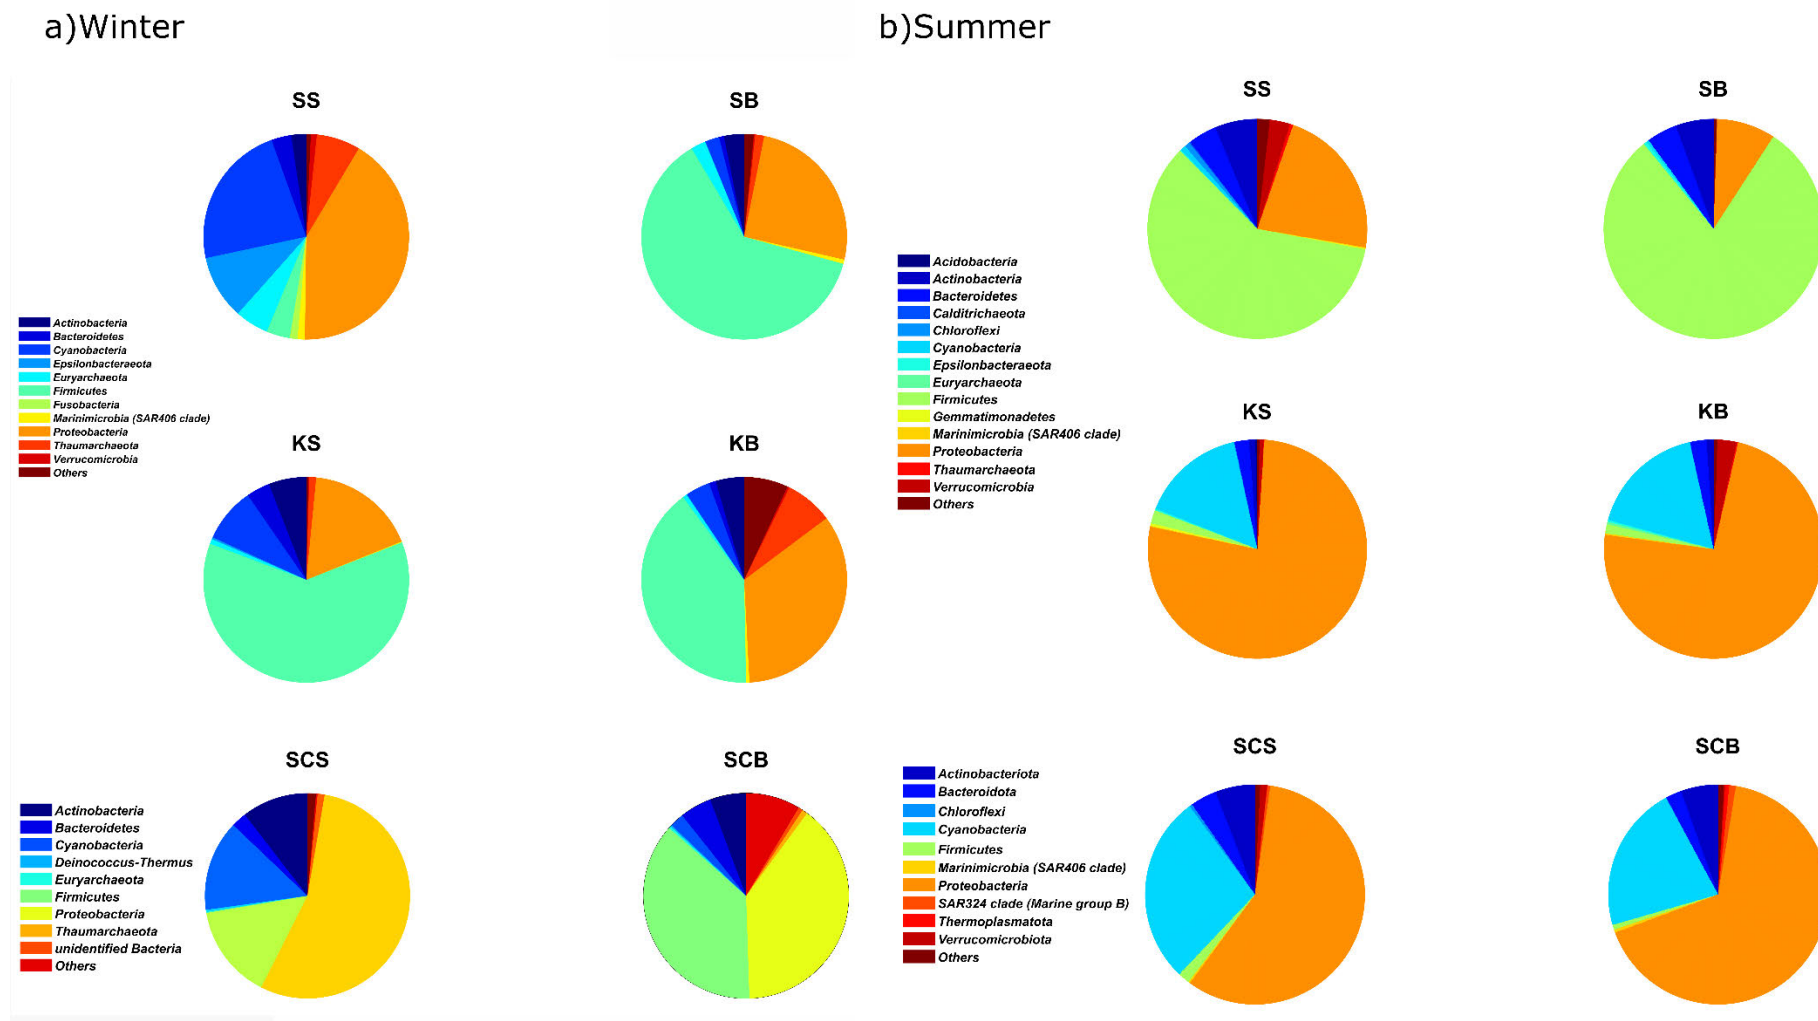 a)Winter
SS
SB
Actinobacteria
Bacteroidetes
Cyanobacteria
Epsilonbacteraeota
Euryarchaeota
Firmicutes
Fusobacteria
Marinimicrobia (SAR406 clade)
Proteobacteria
Thaumarchaeota
Verrucomicrobia
Others
KS
KB
SCS
SCB
Actinobacteria
Bacteroidetes
Cyanobacteria
Deinococcus-Thermus
Euryarchaeota
Firmicutes
Proteobacteria
Thaumarchaeota
unidentified Bacteria
Others
b)Summer
SS
SB
Acidobacteria
Actinobacteria
Bacteroidetes
Calditrichaeota
Chloroflexi
Cyanobacteria
Epsilonbacteraeota
Euryarchaeota
Firmicutes
Gemmatimonadetes
Marinimicrobia (SAR406 clade)
Proteobacteria
Thaumarchaeota
Verrucomicrobia
Others
KS
KB
SCS
SCB
Actinobacteriota
Bacteroidota
Chloroflexi
Cyanobacteria
Firmicutes
Marinimicrobia (SAR406 clade)
Proteobacteria
SAR324 clade (Marine group B)
Thermoplasmatota
Verrucomicrobiota
Others